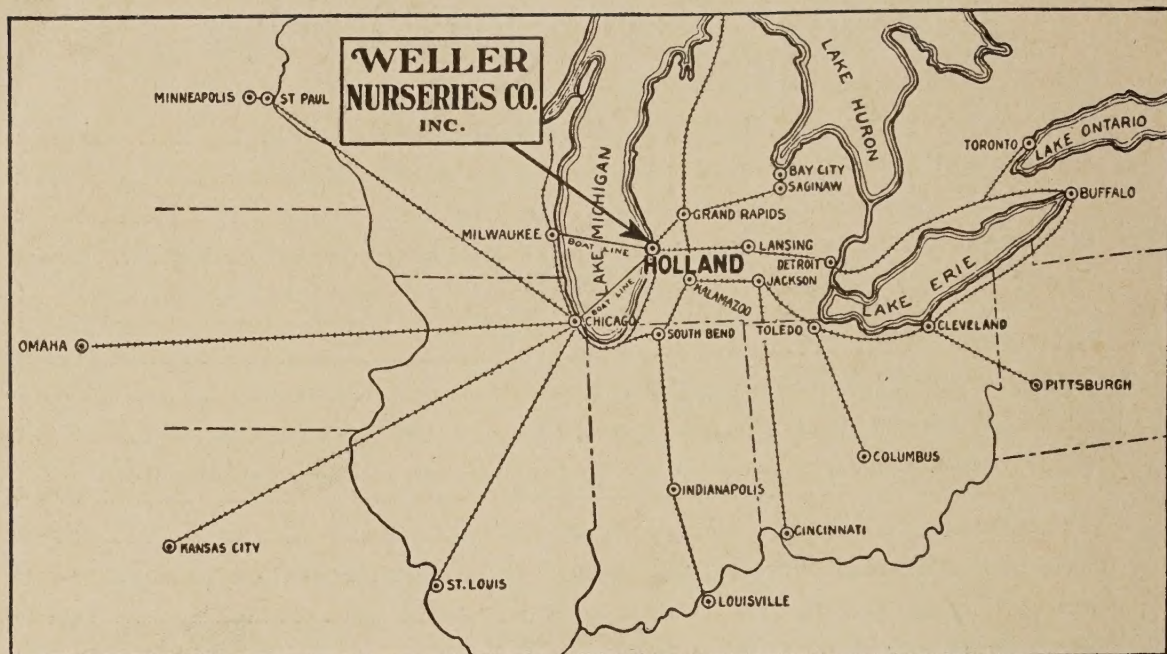 WELLER
NURSERIES CO.
INC.
MINNEAPOLIS
ST PAUL
LAKE MICHIGAN
LAKE HURON
LAKE ONTARIO
TORONTO
BAY CITY
SAGINAW
BUFFALO
GRAND RAPIDS
MILWAUKEE
BOAT LINE
LANSING
HOLLAND
DETROIT
JACKSON
KALAMAZOO
LAKE ERIE
BOAT LINE
CHICAGO
SOUTH BEND
TOLEDO
CLEVELAND
OMAHA
PITTSBURGH
COLUMBUS
INDIANAPOLIS
CINCINNATI
KANSAS CITY
ST. LOUIS
LOUISVILLE